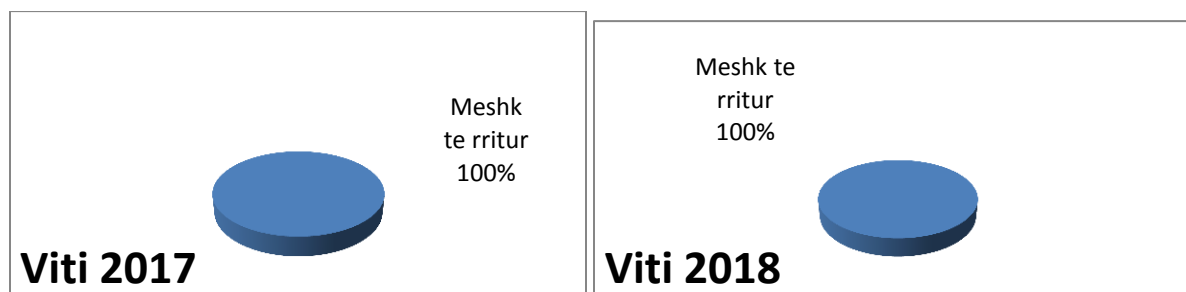 Meshk
te rritur
100%
Viti 2017
Meshk te
rritur
100%
Viti 2018